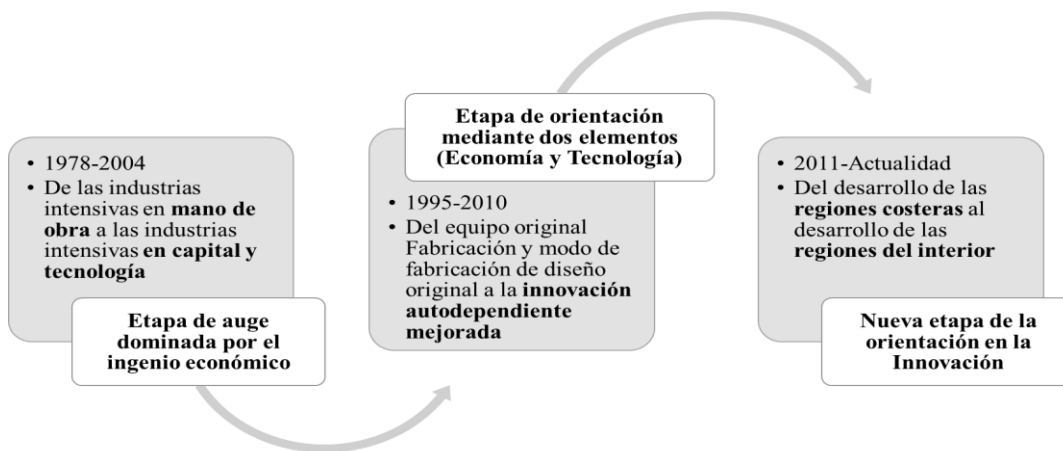 • 1978-2004
• De las industrias
intensivas en mano de
obra a las industrias
intensivas en capital y
tecnología
Etapa de auge
dominada por el
ingenio económico
Etapa de orientación
mediante dos elementos
(Economía y Tecnología)
• 1995-2010
• Del equipo original
Fabricación y modo de
fabricación de diseño
original a la innovación
autodependiente
mejorada
• 2011-Actualidad
• Del desarrollo de las
regiones costeras al
desarrollo de las
regiones del interior
Nueva etapa de la
orientación en la
Innovación